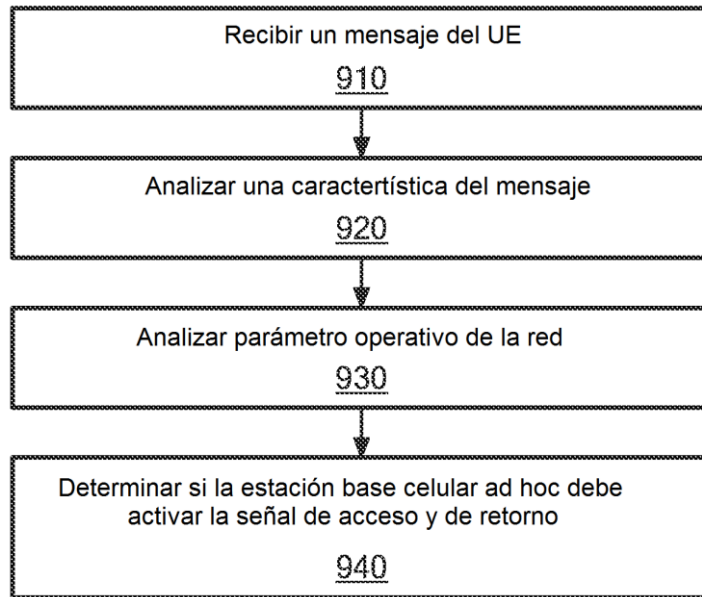 Recibir un mensaje del UE
910
Analizar una caractertística del mensaje
920
Analizar parámetro operativo de la red
930
Determinar si la estación base celular ad hoc debe
activar la señal de acceso y de retorno
940